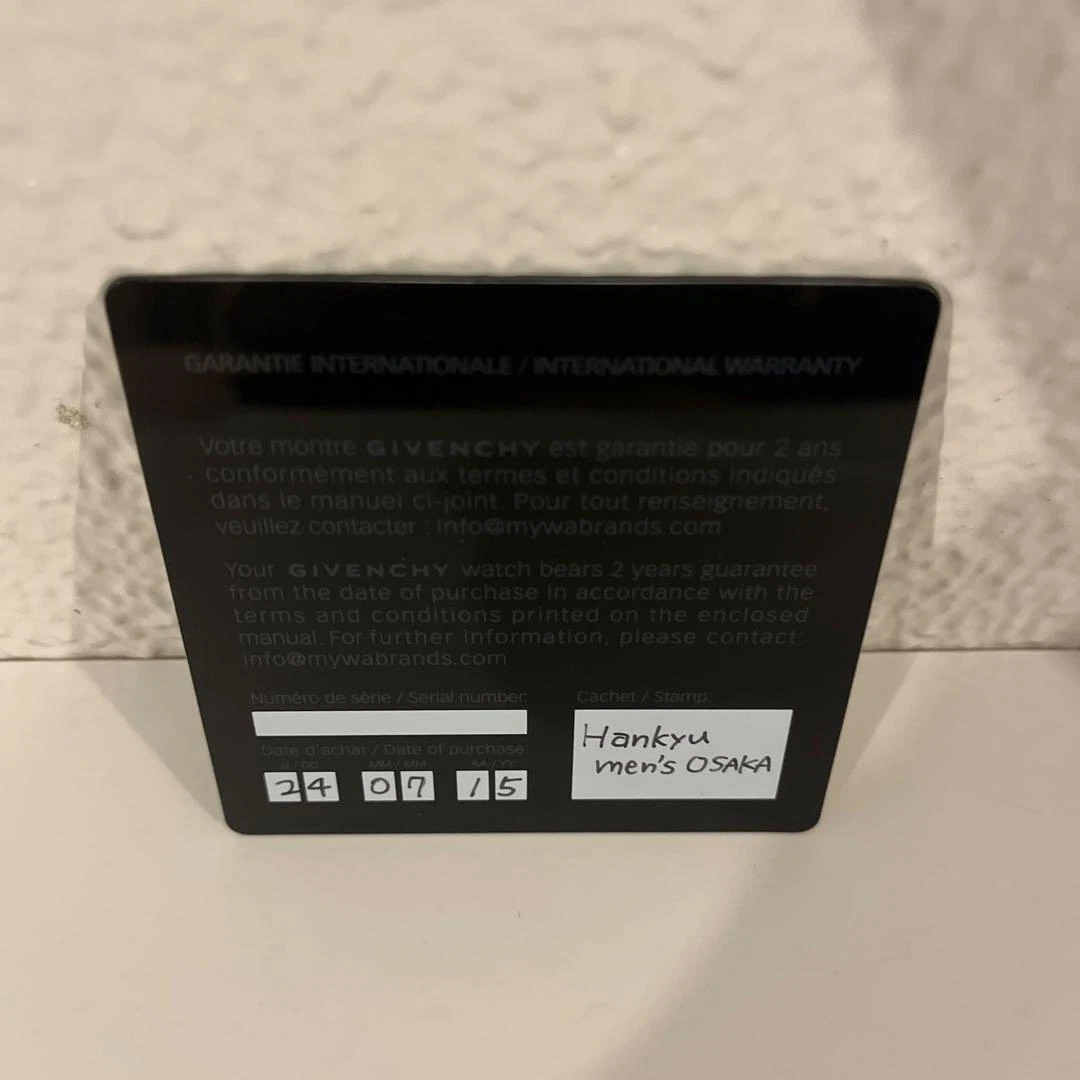 GARANTIE INTERNATIONALE / INTERNATIONAL WARRANTY
Votre montre GIVENCHY est garantie pour 2 ans
conformément aux termes et conditions indiqués
dans le manuel ci-joint. Pour tout renseignement,
veuillez contacter : info@mywabrands.com
Your GIVENCHY watch bears 2 years guarantee
from the date of purchase in accordance with the
terms and conditions printed on the enclosed
manual. For further information, please contact:
info@mywabrands.com
Numéro de série / Serial number:
Date d'achat / Date of purchase:
JJ / DD MM / MM AA / YY:
24 07 15
Cachet / Stamp:
Hankyu
men's OSAKA